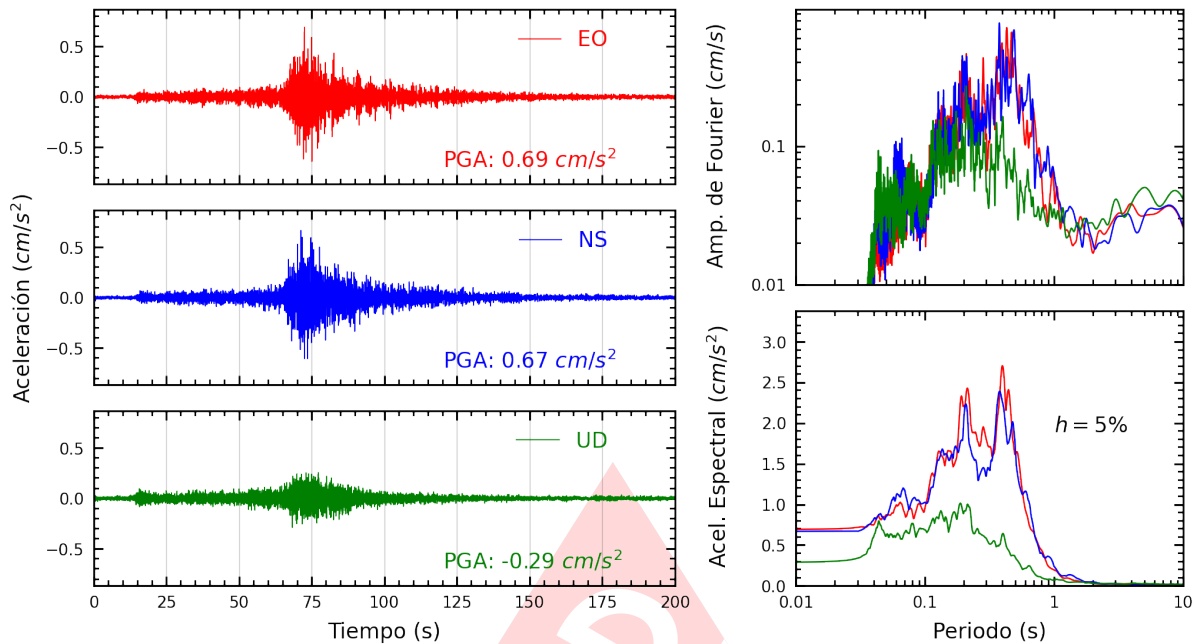 Aceleración (cm/s²)
0.5
0.0
−0.5
EO
PGA: 0.69 cm/s²
0.5
0.0
−0.5
NS
PGA: 0.67 cm/s²
0.5
0.0
−0.5
UD
PGA: -0.29 cm/s²
0 25 50 75 100 125 150 175 200
Tiempo (s)
Amp. de Fourier (cm/s)
0.1
0.01
Acel. Espectral (cm/s²)
3.0
2.5
2.0
1.5
1.0
0.5
0.0
h = 5%
0.01 0.1 1 10
Periodo (s)